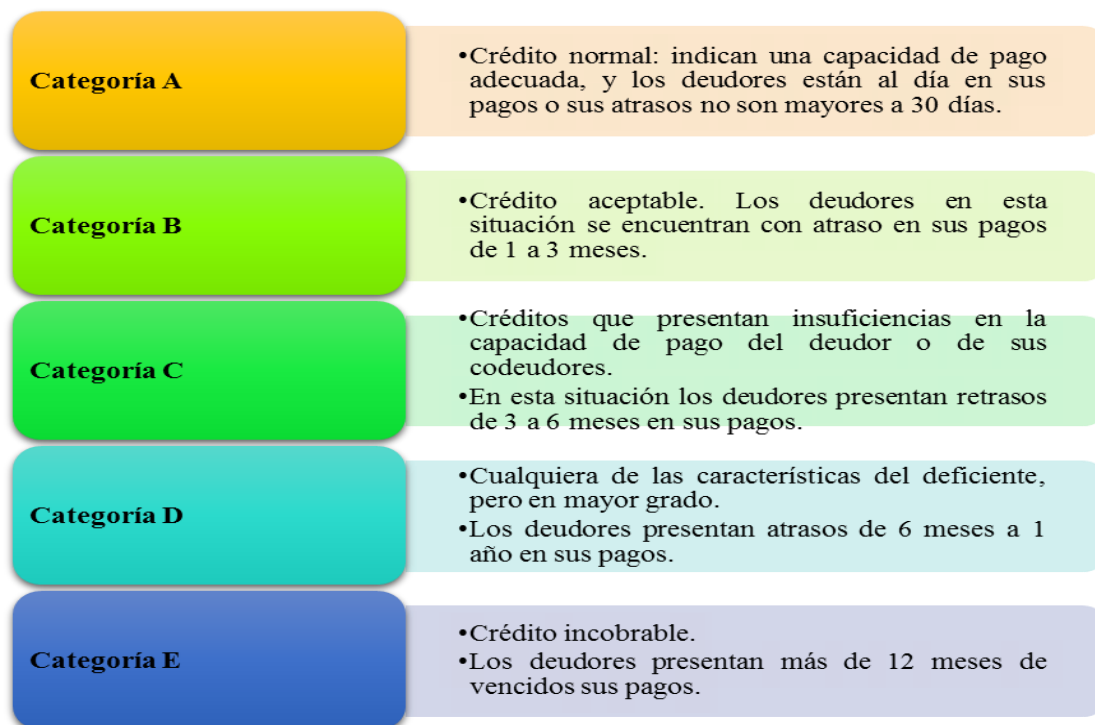 Categoría A
•Crédito normal: indican una capacidad de pago
adecuada, y los deudores están al día en sus
pagos o sus atrasos no son mayores a 30 días.
Categoría B
•Crédito aceptable. Los deudores en esta
situación se encuentran con atraso en sus pagos
de 1 a 3 meses.
Categoría C
•Créditos que presentan insuficiencias en la
capacidad de pago del deudor o de sus
codeudores.
•En esta situación los deudores presentan retrasos
de 3 a 6 meses en sus pagos.
Categoría D
•Cualquiera de las características del deficiente,
pero en mayor grado.
•Los deudores presentan atrasos de 6 meses a 1
año en sus pagos.
Categoría E
•Crédito incobrable.
•Los deudores presentan más de 12 meses de
vencidos sus pagos.